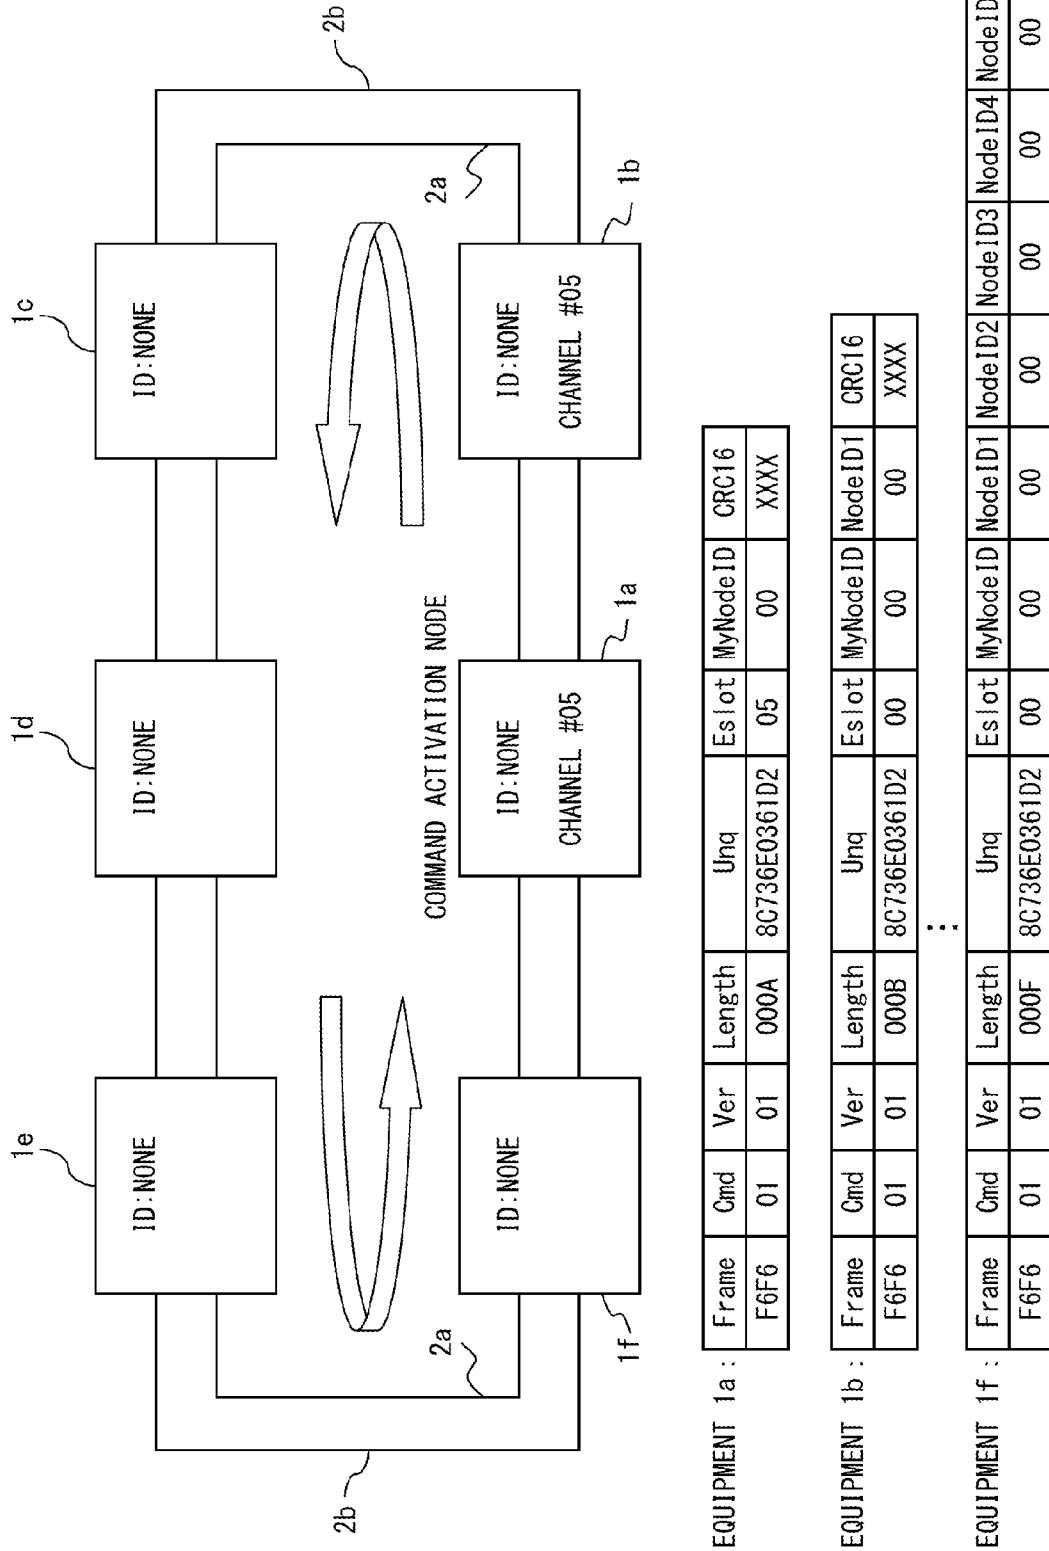 1e
1d
1c
ID:NONE
ID:NONE
ID:NONE
2b
2b
2a
2a
COMMAND ACTIVATION NODE
ID:NONE
ID:NONE
ID:NONE
CHANNEL #05
CHANNEL #05
1f
1a
1b
EQUIPMENT 1a: Frame Cmd Ver Length Unq Eslot MyNodeID CRC16
F6F6 01 01 000A 8C736E0361D2 05 00 XXXX
EQUIPMENT 1b: Frame Cmd Ver Length Unq Eslot MyNodeID NodeID1 CRC16
F6F6 01 01 000B 8C736E0361D2 00 00 00 XXXX
EQUIPMENT 1f: Frame Cmd Ver Length Unq Eslot MyNodeID NodeID1 NodeID2 NodeID3 NodeID4 NodeID
F6F6 01 01 000F 8C736E0361D2 00 00 00 00 00 00 00